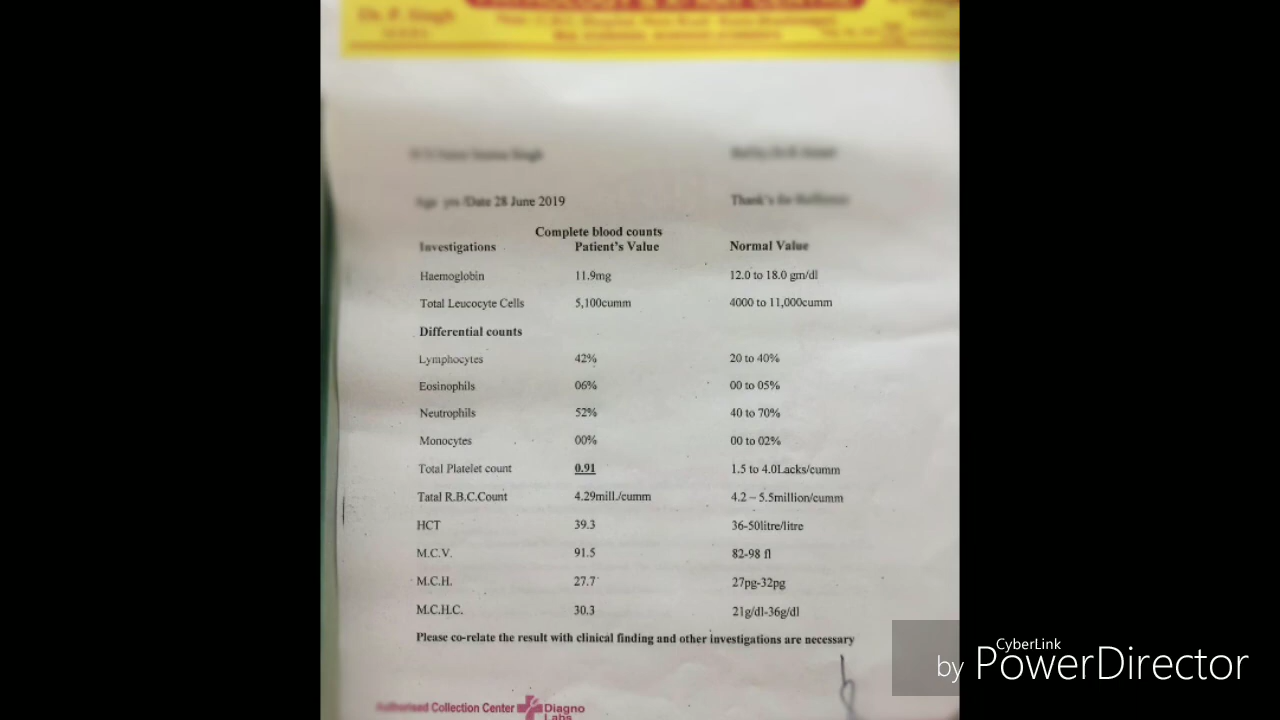 Dr. P. Singh
Singh
Date 28 June 2019
Thank's for
Complete blood counts
Investigations Patient's Value Normal Value
Haemoglobin 11.9mg 12.0 to 18.0 gm/dl
Total Leucocyte Cells 5,100cumm 4000 to 11,000cumm
Differential counts
Lymphocytes 42% 20 to 40%
Eosinophils 06% 00 to 05%
Neutrophils 52% 40 to 70%
Monocytes 00% 00 to 02%
Total Platelet count 0.91 1.5 to 4.0Lacks/cumm
Tatal R.B.C.Count 4.29mill./cumm 4.2 – 5.5million/cumm
HCT 39.3 36-50litre/litre
M.C.V. 91.5 82-98 fl
M.C.H. 27.7 27pg-32pg
M.C.H.C. 30.3 21g/dl-36g/dl
Please co-relate the result with clinical finding and other investigations are necessary
Authorised Collection Center Diagno
Labs
by CyberLink
PowerDirector